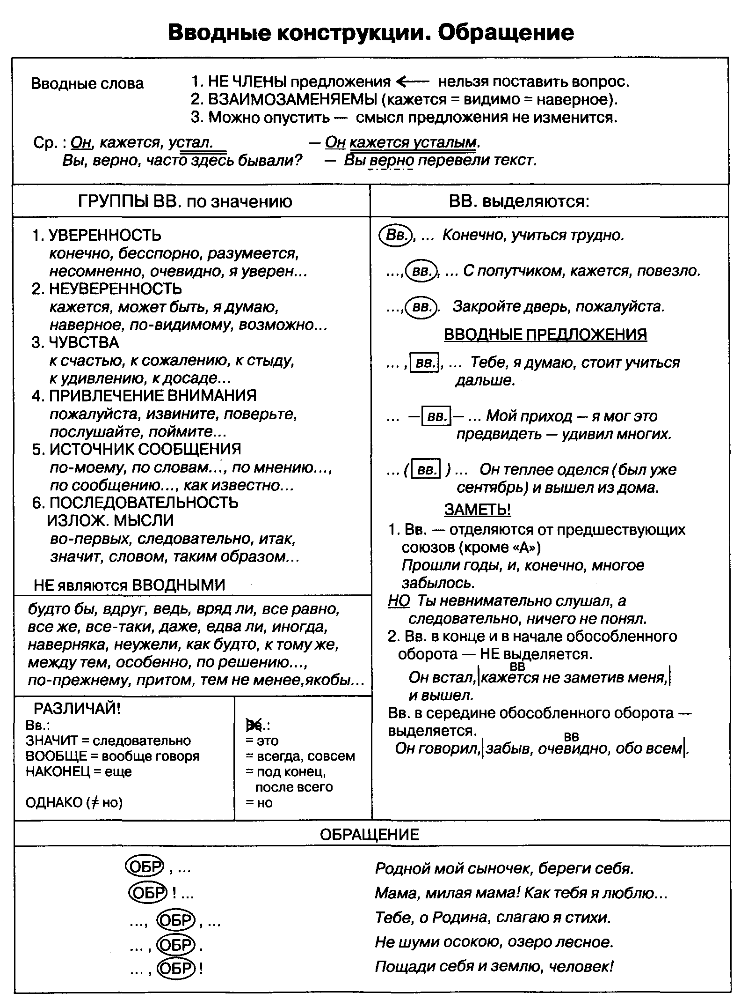 Вводные конструкции. Обращение
Вводные слова
1. НЕ ЧЛЕНЫ предложения ← нельзя поставить вопрос.
2. ВЗАИМОЗАМЕНЯЕМЫ (кажется = видимо = наверное).
3. Можно опустить — смысл предложения не изменится.
Ср. : Он, кажется, устал. — Он кажется усталым.
Вы, верно, часто здесь бывали? — Вы верно перевели текст.
ГРУППЫ ВВ. по значению
1. УВЕРЕННОСТЬ
конечно, бесспорно, разумеется,
несомненно, очевидно, я уверен...
2. НЕУВЕРЕННОСТЬ
кажется, может быть, я думаю,
наверное, по-видимому, возможно...
3. ЧУВСТВА
к счастью, к сожалению, к стыду,
к удивлению, к досаде...
4. ПРИВЛЕЧЕНИЕ ВНИМАНИЯ
пожалуйста, извините, поверьте,
послушайте, поймите...
5. ИСТОЧНИК СООБЩЕНИЯ
по-моему, по словам..., по мнению...,
по сообщению..., как известно...
6. ПОСЛЕДОВАТЕЛЬНОСТЬ
ИЗЛОЖ. МЫСЛИ
во-первых, следовательно, итак,
значит, словом, таким образом...
НЕ являются ВВОДНЫМИ
будто бы, вдруг, ведь, вряд ли, все равно,
все же, все-таки, даже, едва ли, иногда,
наверняка, неужели, как будто, к тому же,
между тем, особенно, по решению...,
по-прежнему, притом, тем не менее,якобы...
РАЗЛИЧАЙ!
Вв.: Вв.:
ЗНАЧИТ = следовательно = это
ВООБЩЕ = вообще говоря = всегда, совсем
НАКОНЕЦ = еще = под конец,
после всего
ОДНАКО (≠ но) = но
ВВ. выделяются:
Вв., ... Конечно, учиться трудно.
...,вв., ... С попутчиком, кажется, повезло.
...,вв.. Закройте дверь, пожалуйста.
ВВОДНЫЕ ПРЕДЛОЖЕНИЯ
... , вв., ... Тебе, я думаю, стоит учиться
дальше.
... — вв. — ... Мой приход — я мог это
предвидеть — удивил многих.
... ( вв. ) ... Он теплее оделся (был уже
сентябрь) и вышел из дома.
ЗАМЕТЬ!
1. Вв. — отделяются от предшествующих
союзов (кроме «А»)
Прошли годы, и, конечно, многое
забылось.
НО Ты невнимательно слушал, а
следовательно, ничего не понял.
2. Вв. в конце и в начале обособленного
оборота — НЕ выделяется.
ВВ
Он встал,|кажется не заметив меня,|
и вышел.
Вв. в середине обособленного оборота —
выделяется.
ВВ
Он говорил,|забыв, очевидно, обо всем|.
ОБРАЩЕНИЕ
ОБР , ... Родной мой сыночек, береги себя.
ОБР ! ... Мама, милая мама! Как тебя я люблю...
..., ОБР , ... Тебе, о Родина, слагаю я стихи.
... , ОБР . Не шуми осокою, озеро лесное.
... , ОБР ! Пощади себя и землю, человек!